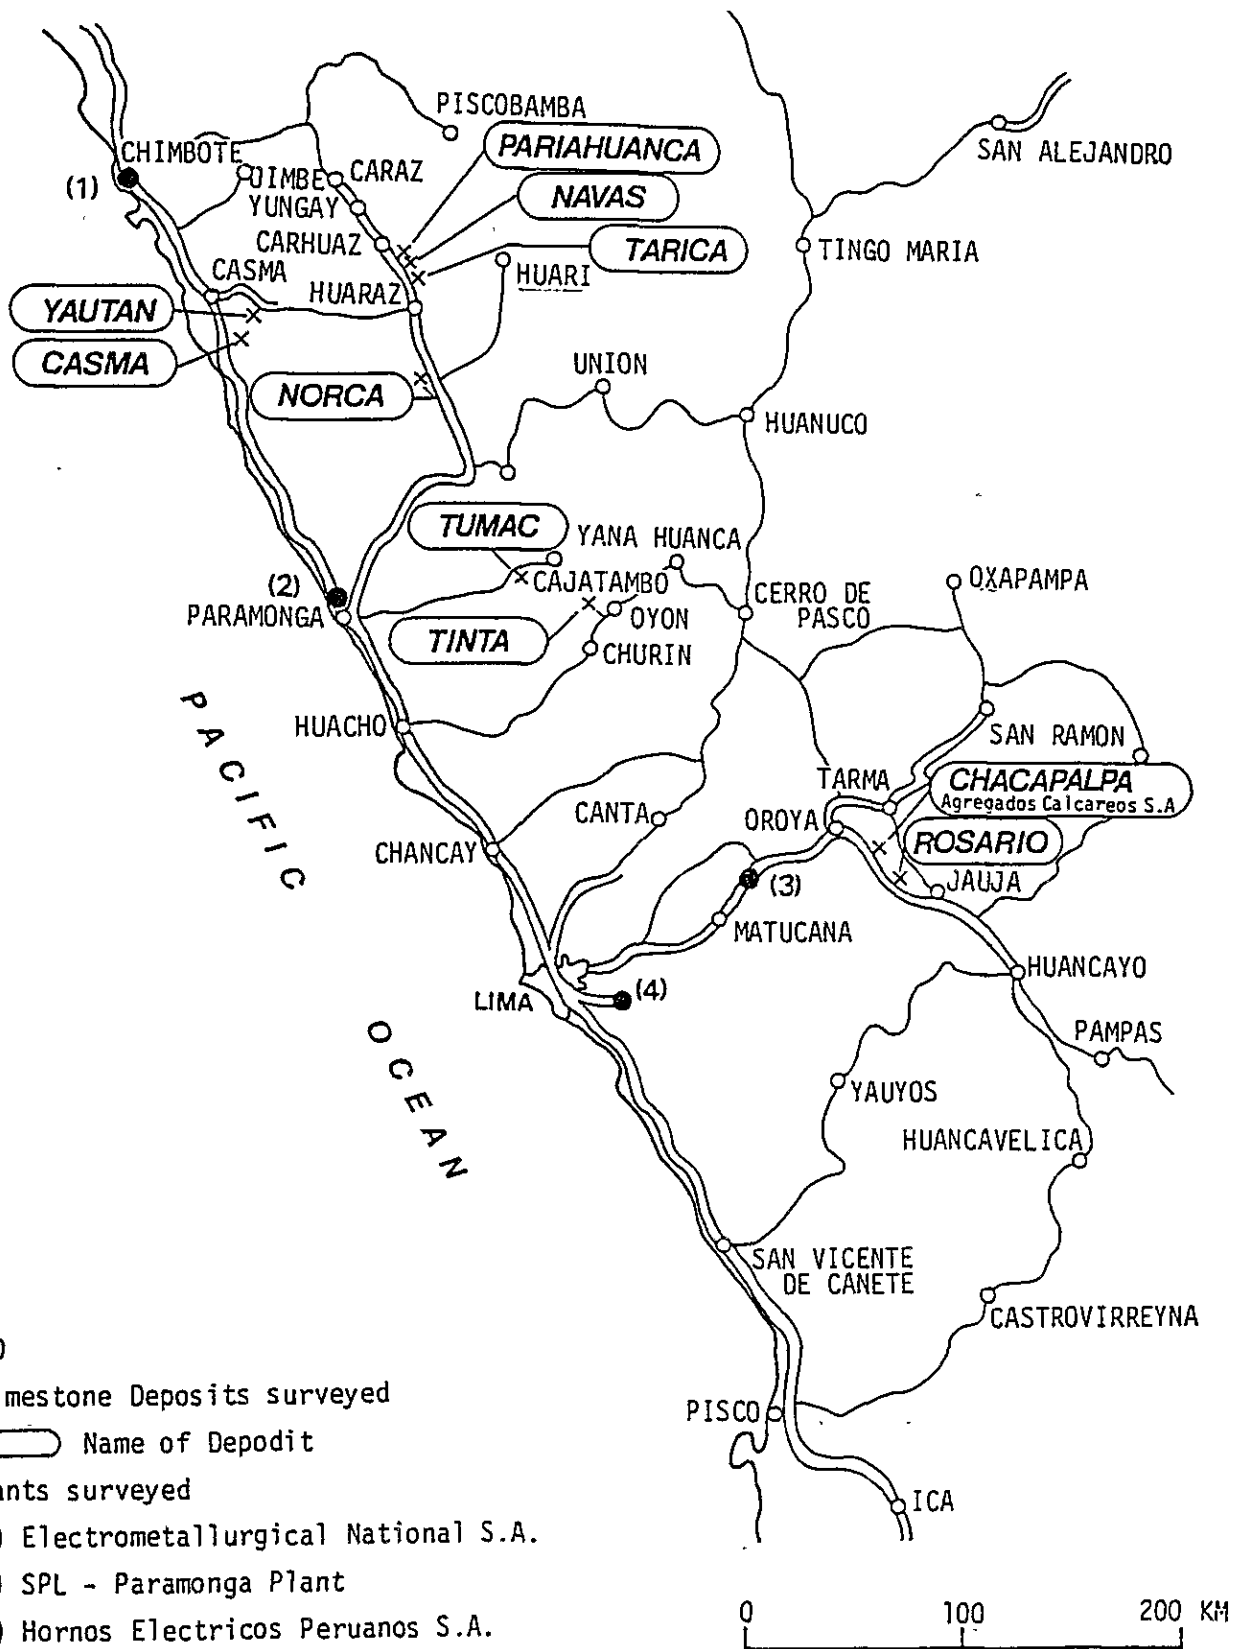 PISCOBAMBA
PARIAHUANCA
SAN ALEJANDRO
CHIMBOTE
(1)
JIMBE
CARAZ
NAVAS
YUNGAY
CARHUAZ
TARICA
TINGO MARIA
CASMA
HUARI
HUARAZ
YAUTAN
CASMA
UNION
NORCA
HUANUCO
TUMAC
YANA HUANCA
(2)
CAJATAMBO
CERRO DE
PASCO
OXAPAMPA
PARAMONGA
OYON
TINTA
CHURIN
PACIFIC
HUACHO
SAN RAMON
TARMA
CHACAPALPA
Agregados Calcareos S.A
CANTA
OROYA
ROSARIO
CHANCAY
(3)
JAUJA
MATUCANA
HUANCAYO
LIMA
(4)
OCEAN
PAMPAS
YAUYOS
HUANCAVELICA
SAN VICENTE
DE CANETE
CASTROVIRREYNA
mestone Deposits surveyed
PISCO
Name of Depodit
nts surveyed
ICA
) Electrometallurgical National S.A.
) SPL - Paramonga Plant
) Hornos Electricos Peruanos S.A.
0 100 200 KM